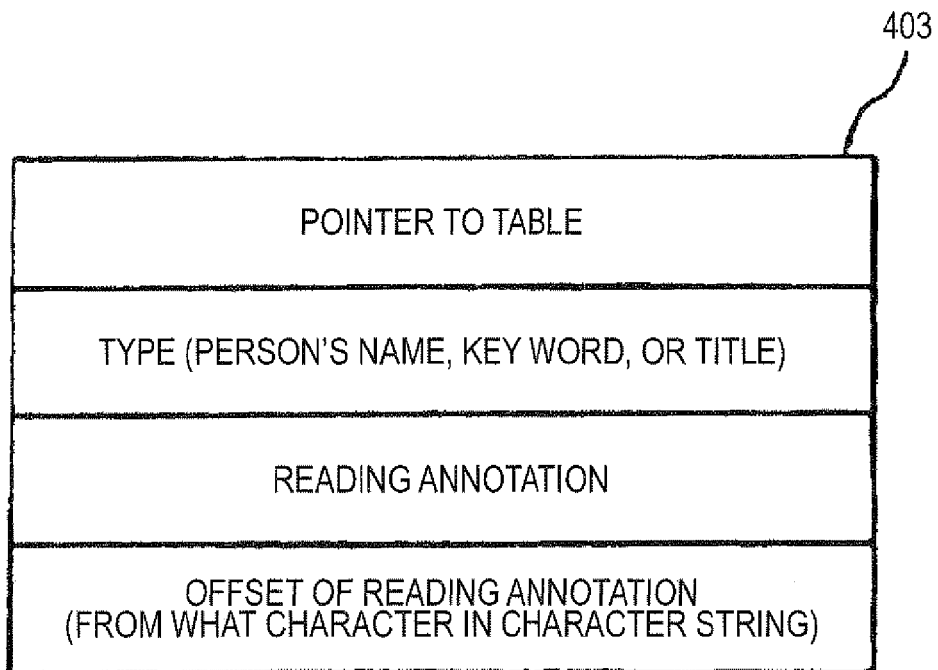 403
POINTER TO TABLE
TYPE (PERSON'S NAME, KEY WORD, OR TITLE)
READING ANNOTATION
OFFSET OF READING ANNOTATION
(FROM WHAT CHARACTER IN CHARACTER STRING)